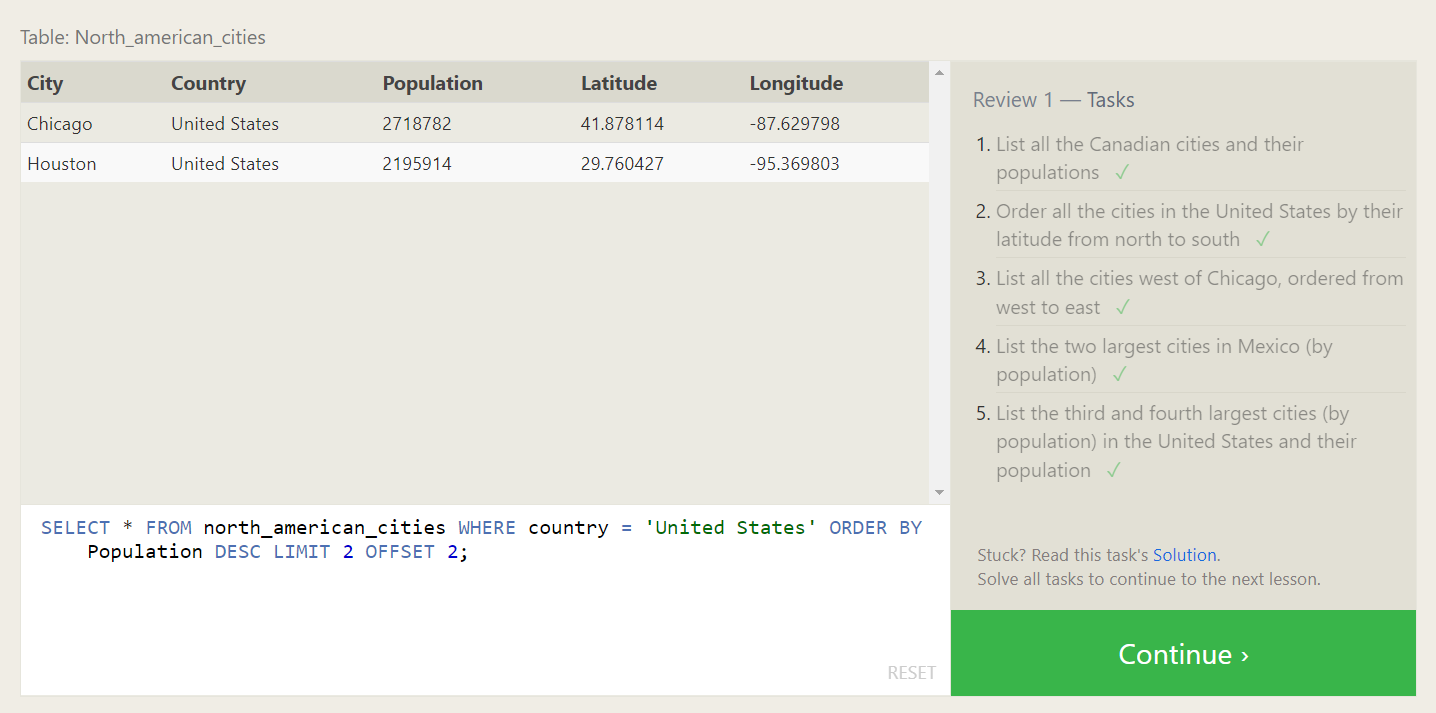 Table: North_american_cities
City Country Population Latitude Longitude
Chicago United States 2718782 41.878114 -87.629798
Houston United States 2195914 29.760427 -95.369803
SELECT * FROM north_american_cities WHERE country = 'United States' ORDER BY
Population DESC LIMIT 2 OFFSET 2;
RESET
Review 1 — Tasks
1. List all the Canadian cities and their
populations ✓
2. Order all the cities in the United States by their
latitude from north to south ✓
3. List all the cities west of Chicago, ordered from
west to east ✓
4. List the two largest cities in Mexico (by
population) ✓
5. List the third and fourth largest cities (by
population) in the United States and their
population ✓
Stuck? Read this task's Solution.
Solve all tasks to continue to the next lesson.
Continue ›